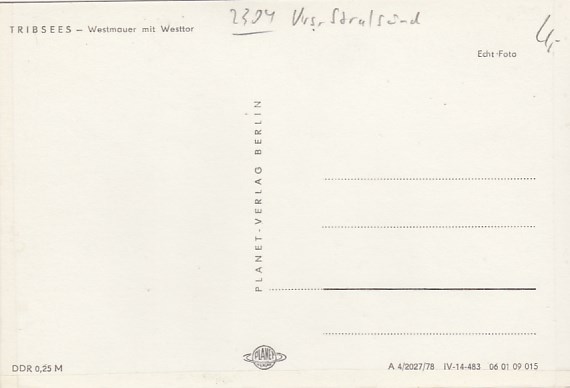 2304 Krs. Stralsund
4,-
TRIBSEES – Westmauer mit Westtor
Echt-Foto
PLANET-VERLAG BERLIN
PLANET
DDR 0,25 M
A 4/2027/78 IV-14-483 06 01 09 015